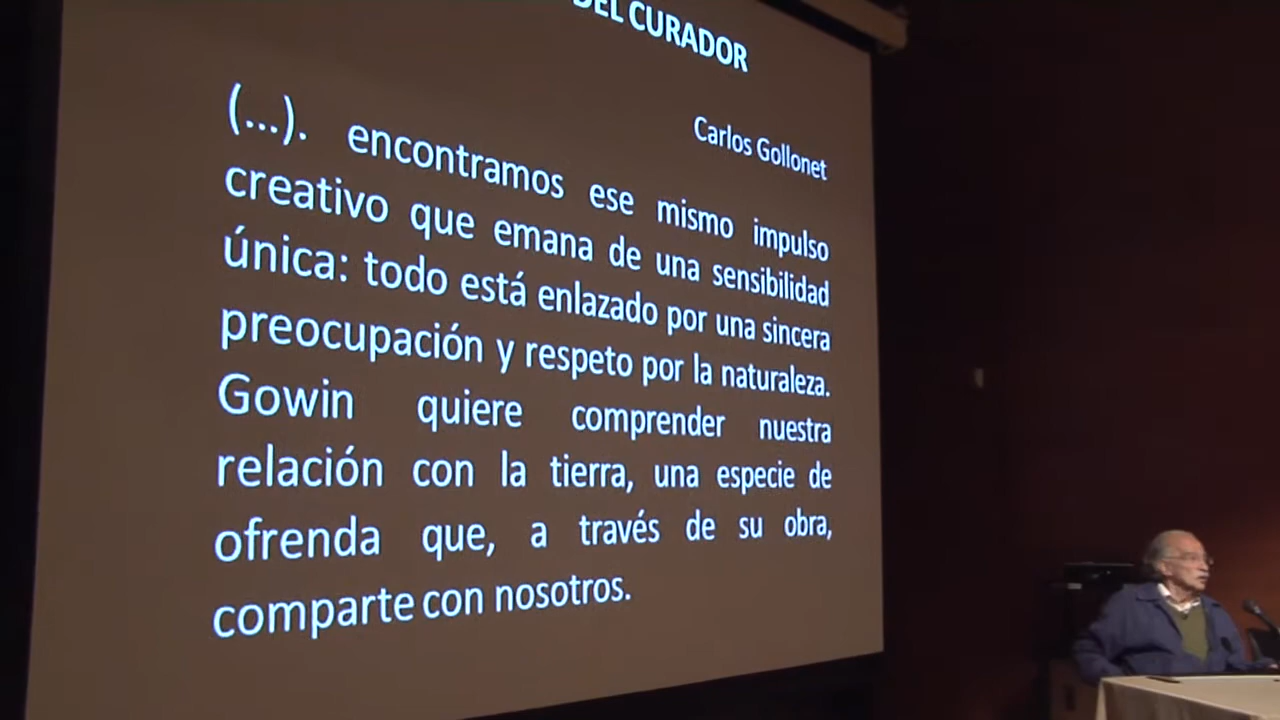 DEL CURADOR
Carlos Gollonet
(...). encontramos ese mismo impulso
creativo que emana de una sensibilidad
única: todo está enlazado por una sincera
preocupación y respeto por la naturaleza.
Gowin quiere comprender nuestra
relación con la tierra, una especie de
ofrenda que, a través de su obra,
comparte con nosotros.